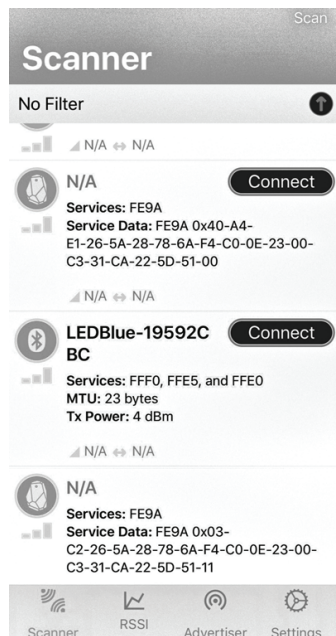 Scan
Scanner
No Filter
N/A N/A
N/A Connect
Services: FE9A
Service Data: FE9A 0x40-A4-
E1-26-5A-28-78-6A-F4-C0-0E-23-00-
C3-31-CA-22-5D-51-00
N/A N/A
LEDBlue-19592C Connect
BC
Services: FFF0, FFE5, and FFE0
MTU: 23 bytes
Tx Power: 4 dBm
N/A N/A
N/A
Services: FE9A
Service Data: FE9A 0x03-
C2-26-5A-28-78-6A-F4-C0-0E-23-00-
C3-31-CA-22-5D-51-11
Scanner RSSI Advertiser Settings